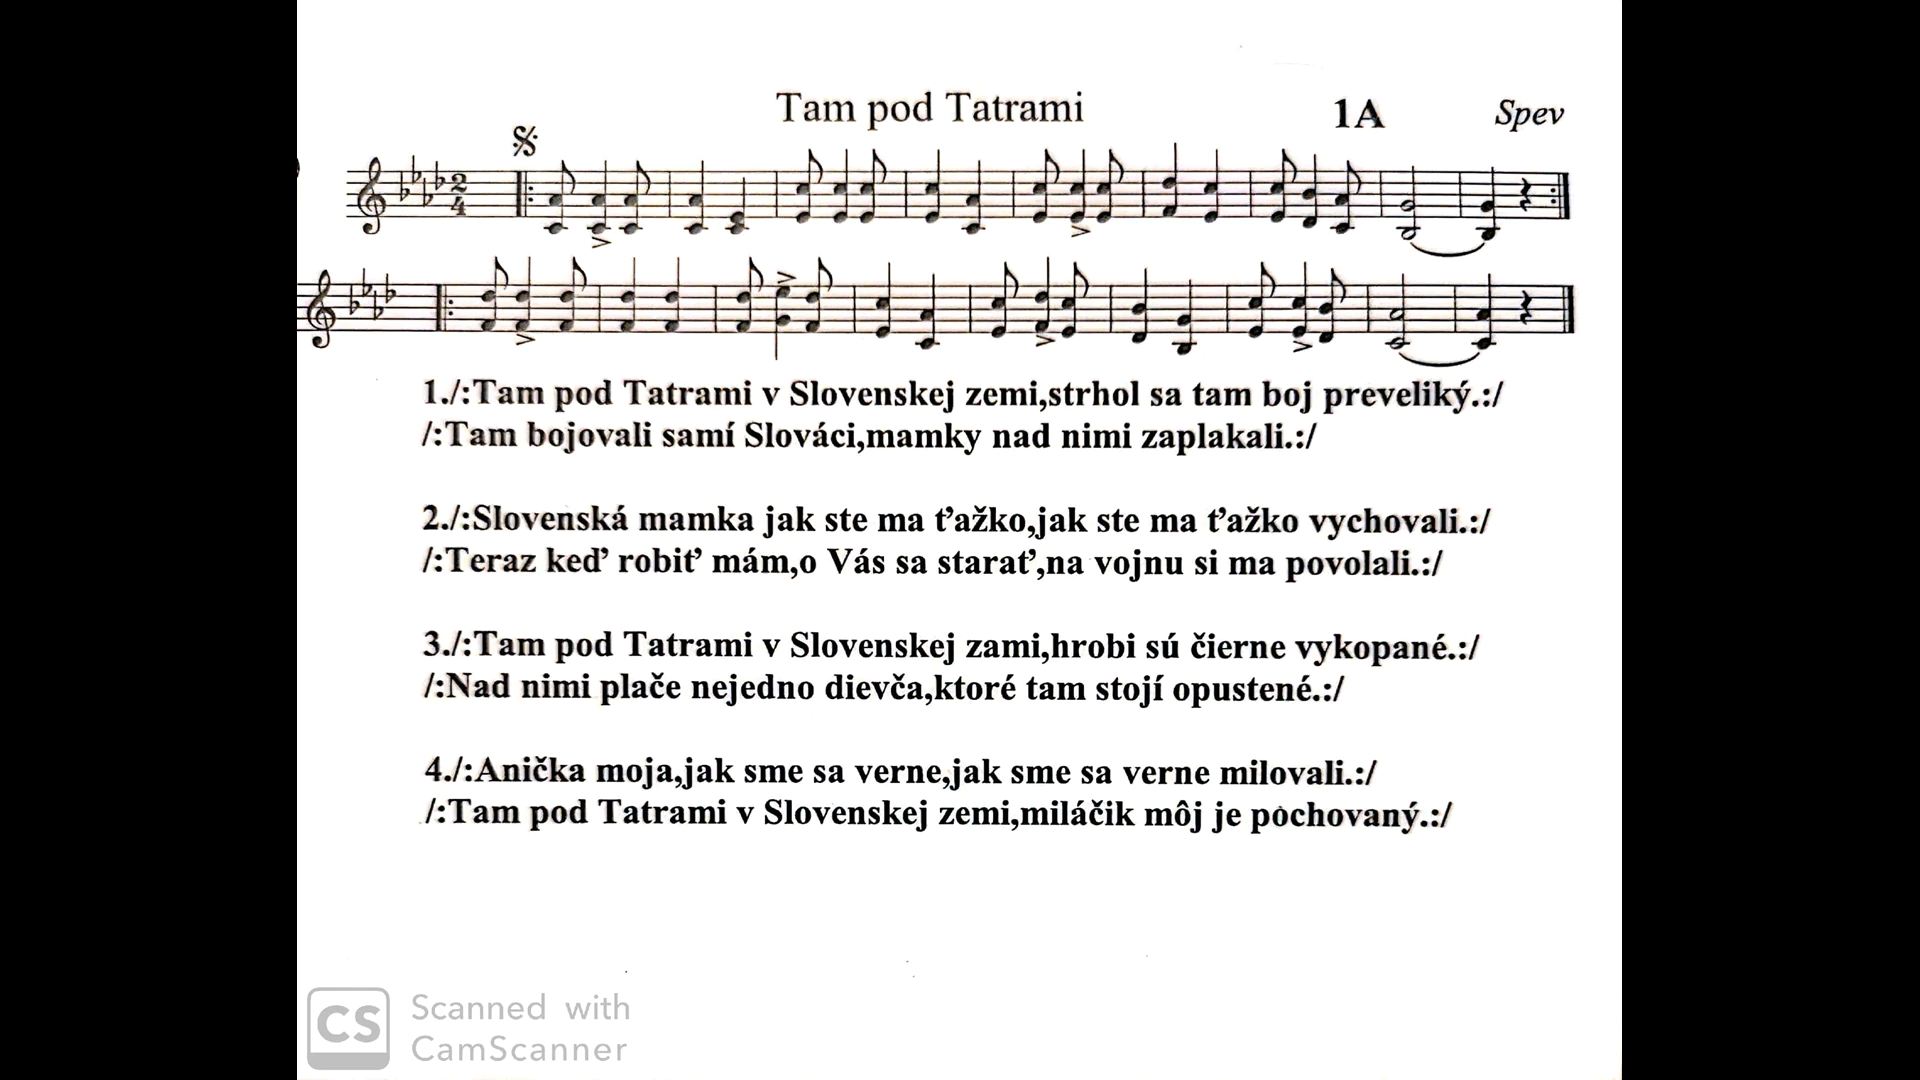 Tam pod Tatrami 1A Spev
2
4
1./:Tam pod Tatrami v Slovenskej zemi,strhol sa tam boj preveliký.:/
/:Tam bojovali samí Slováci,mamky nad nimi zaplakali.:/
2./:Slovenská mamka jak ste ma ťažko,jak ste ma ťažko vychovali.:/
/:Teraz keď robiť mám,o Vás sa starať,na vojnu si ma povolali.:/
3./:Tam pod Tatrami v Slovenskej zami,hrobi sú čierne vykopané.:/
/:Nad nimi plače nejedno dievča,ktoré tam stojí opustené.:/
4./:Anička moja,jak sme sa verne,jak sme sa verne milovali.:/
/:Tam pod Tatrami v Slovenskej zemi,miláčik môj je pochovaný.:/
CS Scanned with
CamScanner